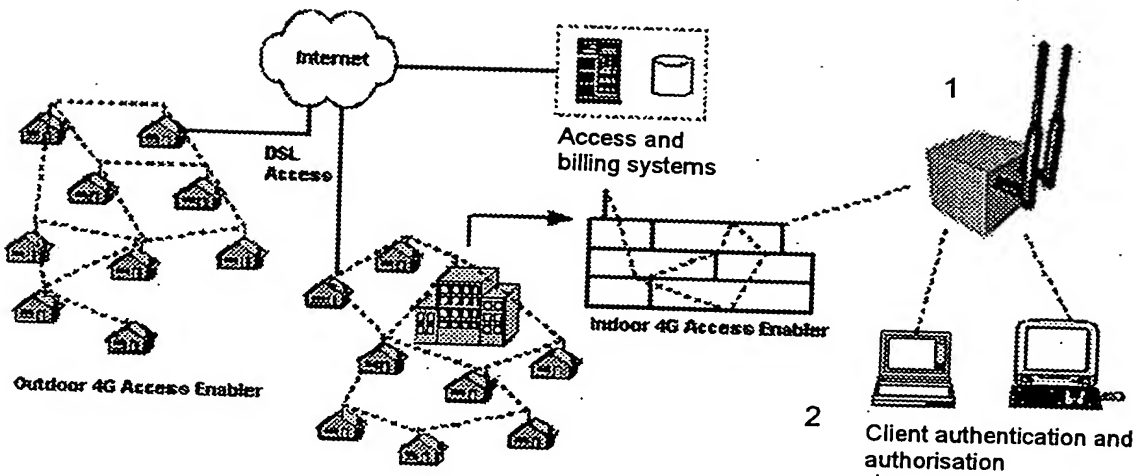 Internet
1
Access and
billing systems
DSL
Access
Indoor 4G Access Enabler
Outdoor 4G Access Enabler
2
Client authentication and
authorisation